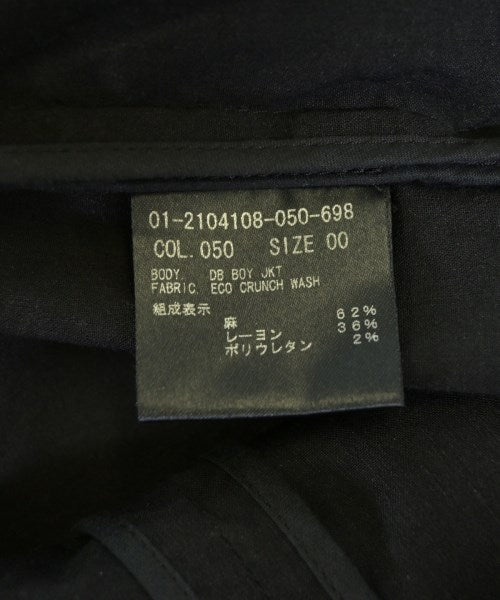 01-2104108-050-698
COL. 050 SIZE 00
BODY. DB BOY JKT
FABRIC. ECO CRUNCH WASH
組成表示
麻 62%
レーヨン 36%
ポリウレタン 2%